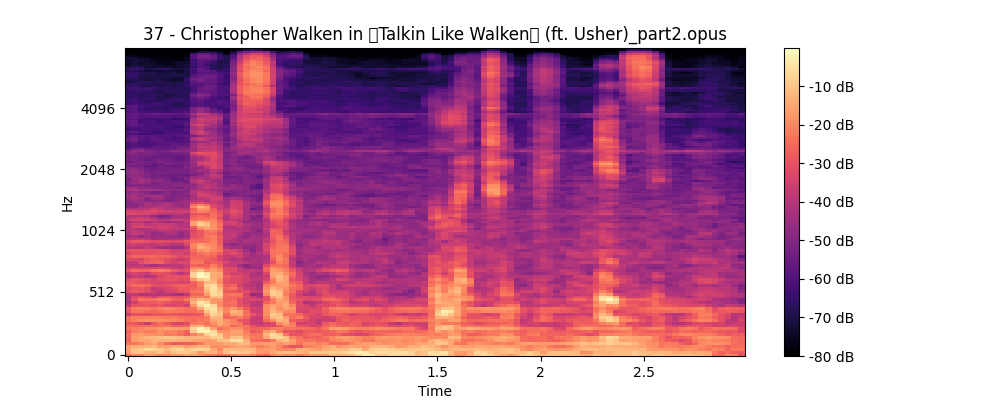 37 - Christopher Walken in ▯Talkin Like Walken▯ (ft. Usher)_part2.opus
Hz
4096
2048
1024
512
0
0 0.5 1 1.5 2 2.5
Time
-10 dB
-20 dB
-30 dB
-40 dB
-50 dB
-60 dB
-70 dB
-80 dB